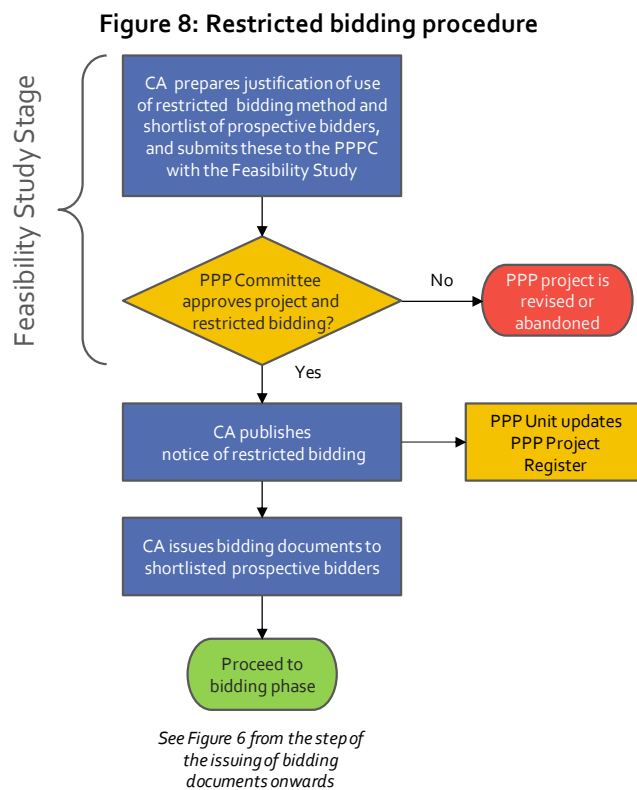 Figure 8: Restricted bidding procedure
Feasibility Study Stage
CA prepares justification of use
of restricted bidding method and
shortlist of prospective bidders,
and submits these to the PPPC
with the Feasibility Study
PPP Committee
approves project and
restricted bidding?
No
PPP project is
revised or
abandoned
Yes
CA publishes
notice of restricted bidding
PPP Unit updates
PPP Project
Register
CA issues bidding documents to
shortlisted prospective bidders
Proceed to
bidding phase
See Figure 6 from the step of
the issuing of bidding
documents onwards